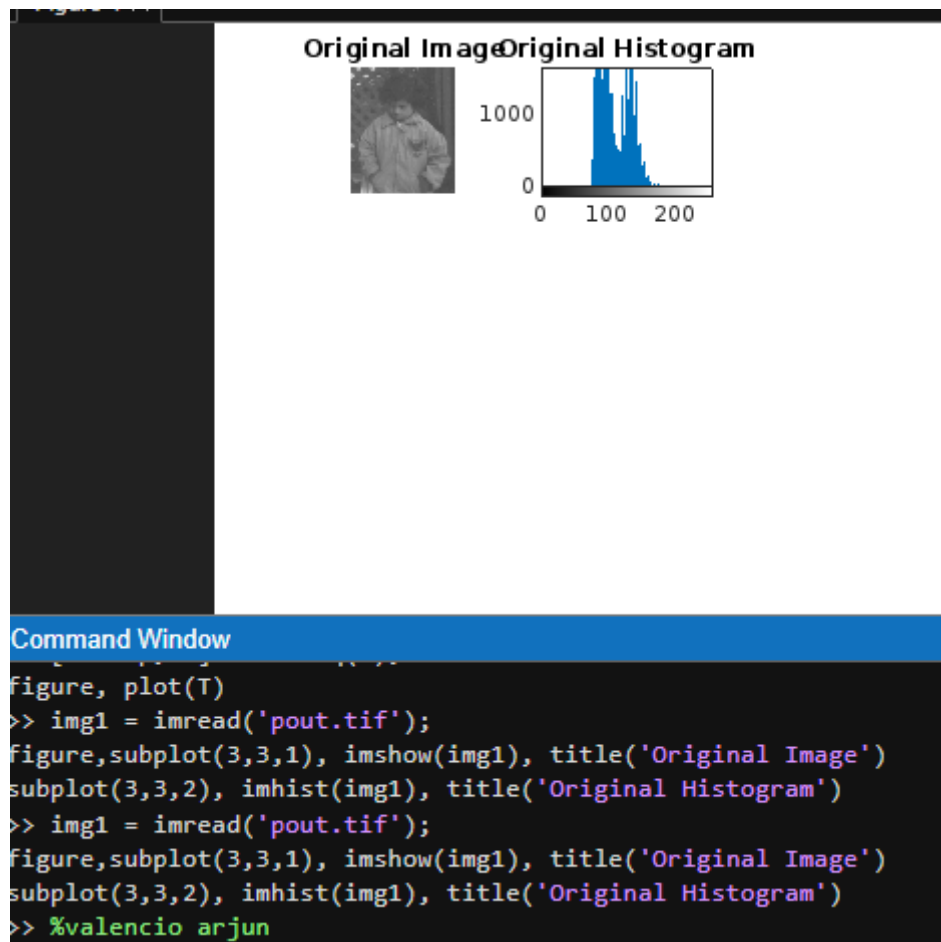 Original Image
Original Histogram
1000
0
0 100 200
Command Window
figure, plot(T)
>> img1 = imread('pout.tif');
figure,subplot(3,3,1), imshow(img1), title('Original Image')
subplot(3,3,2), imhist(img1), title('Original Histogram')
>> img1 = imread('pout.tif');
figure,subplot(3,3,1), imshow(img1), title('Original Image')
subplot(3,3,2), imhist(img1), title('Original Histogram')
>> %valencio arjun